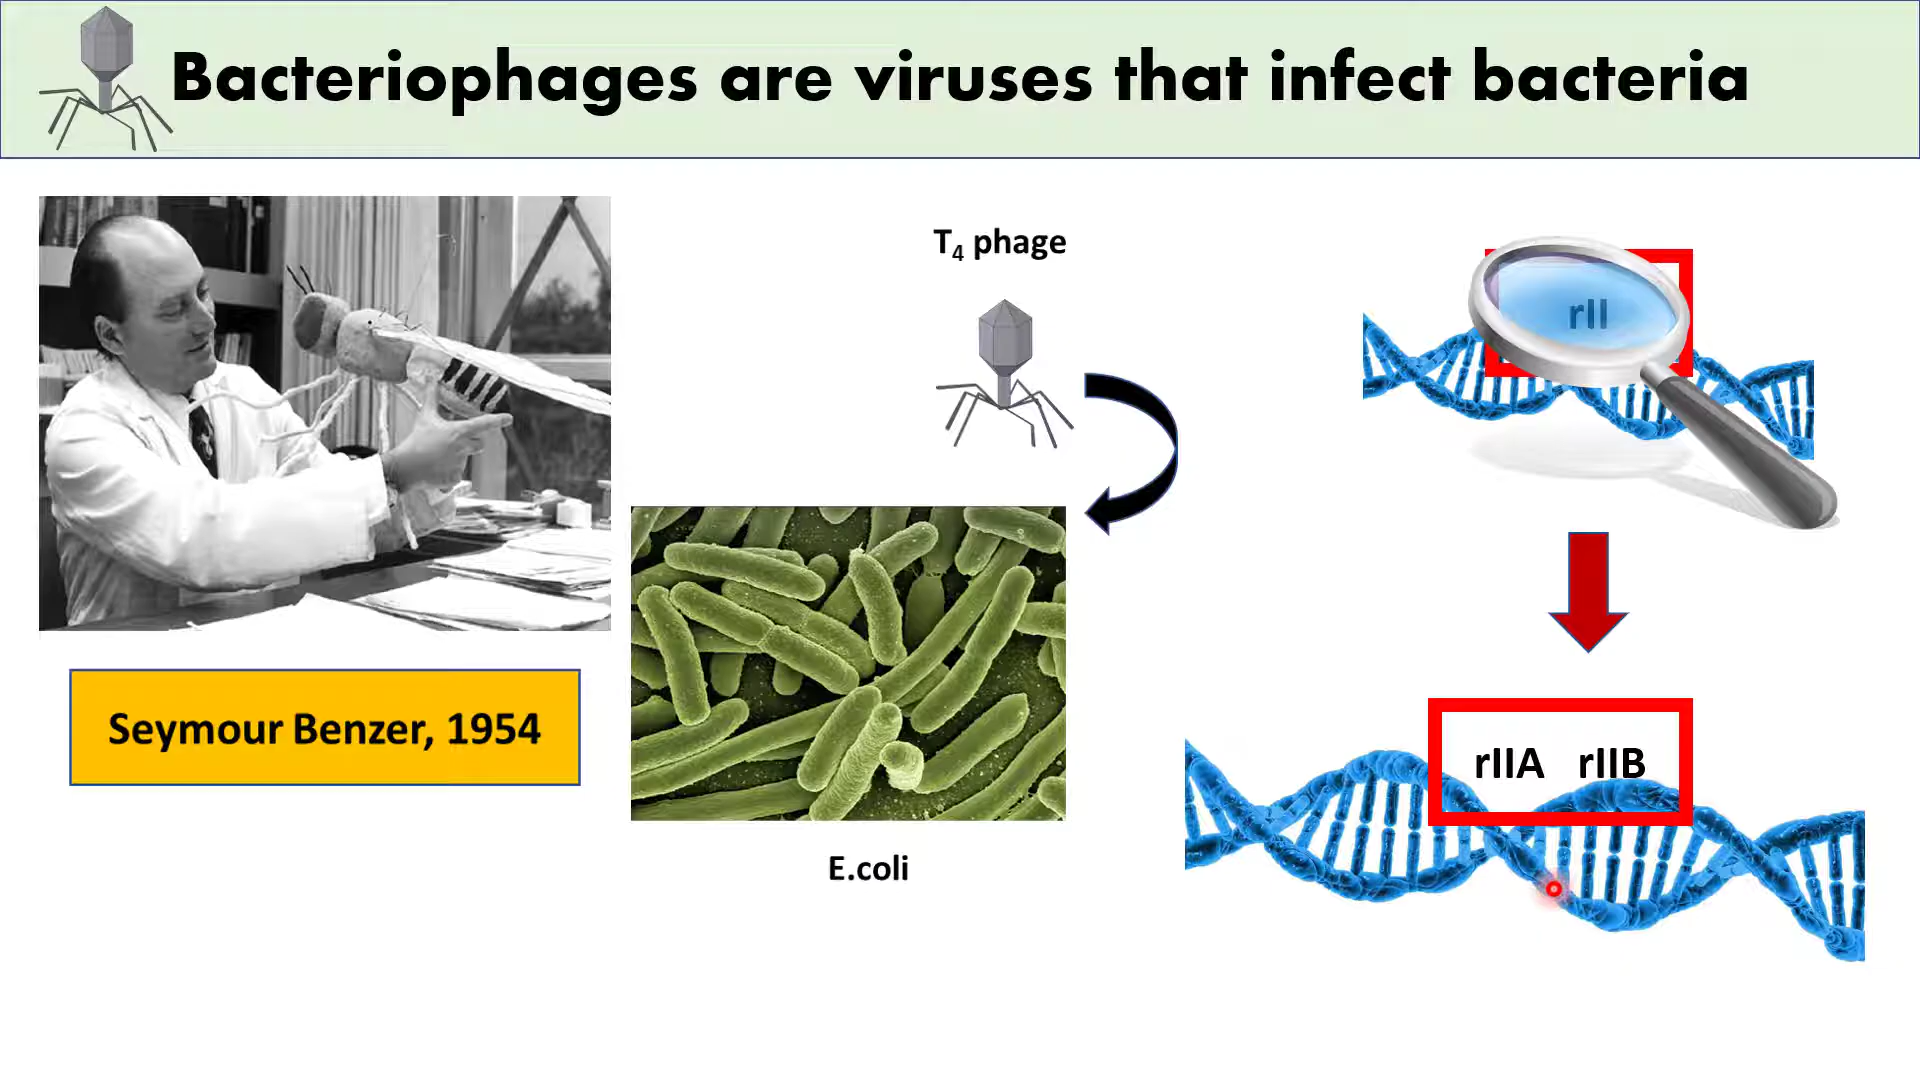 Bacteriophages are viruses that infect bacteria
T₄ phage
rII
Seymour Benzer, 1954
rIIA rIIB
E.coli